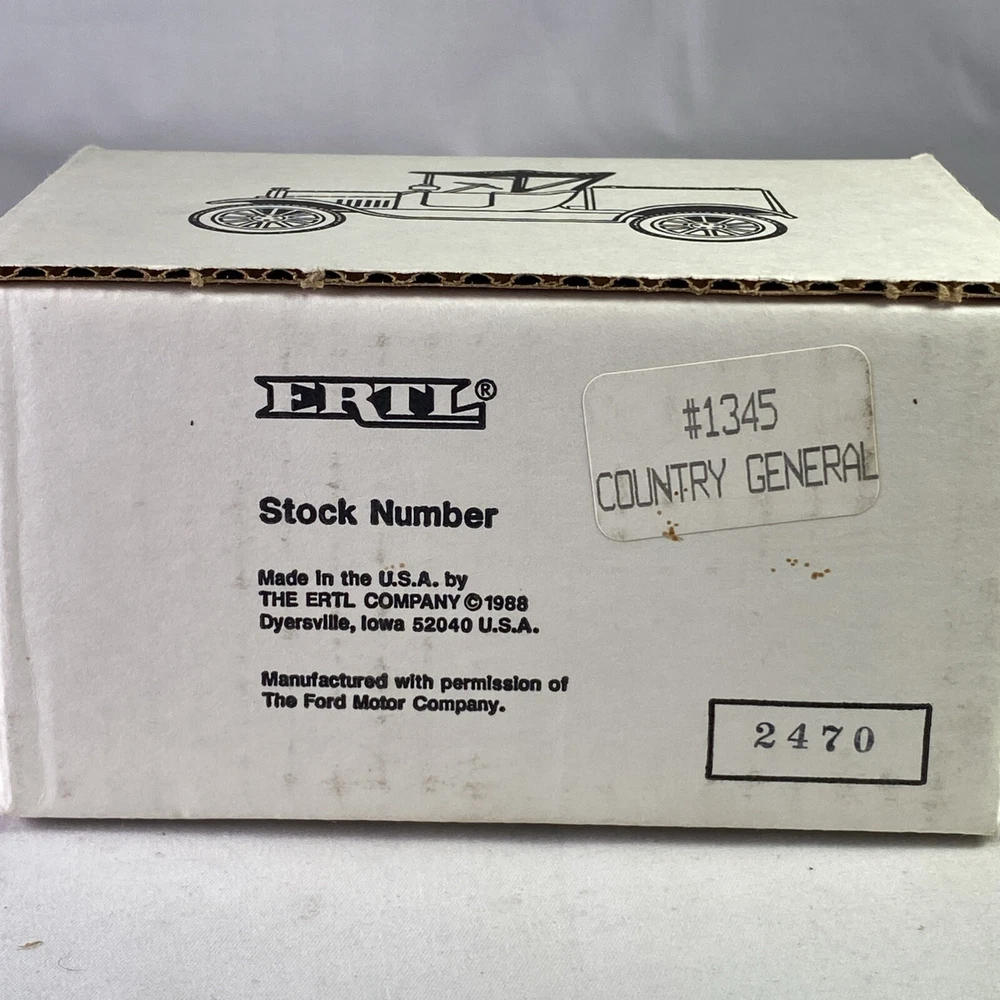 ERTL®
#1345
COUNTRY GENERAL
Stock Number
Made in the U.S.A. by
THE ERTL COMPANY © 1988
Dyersville, Iowa 52040 U.S.A.
Manufactured with permission of
The Ford Motor Company.
2470